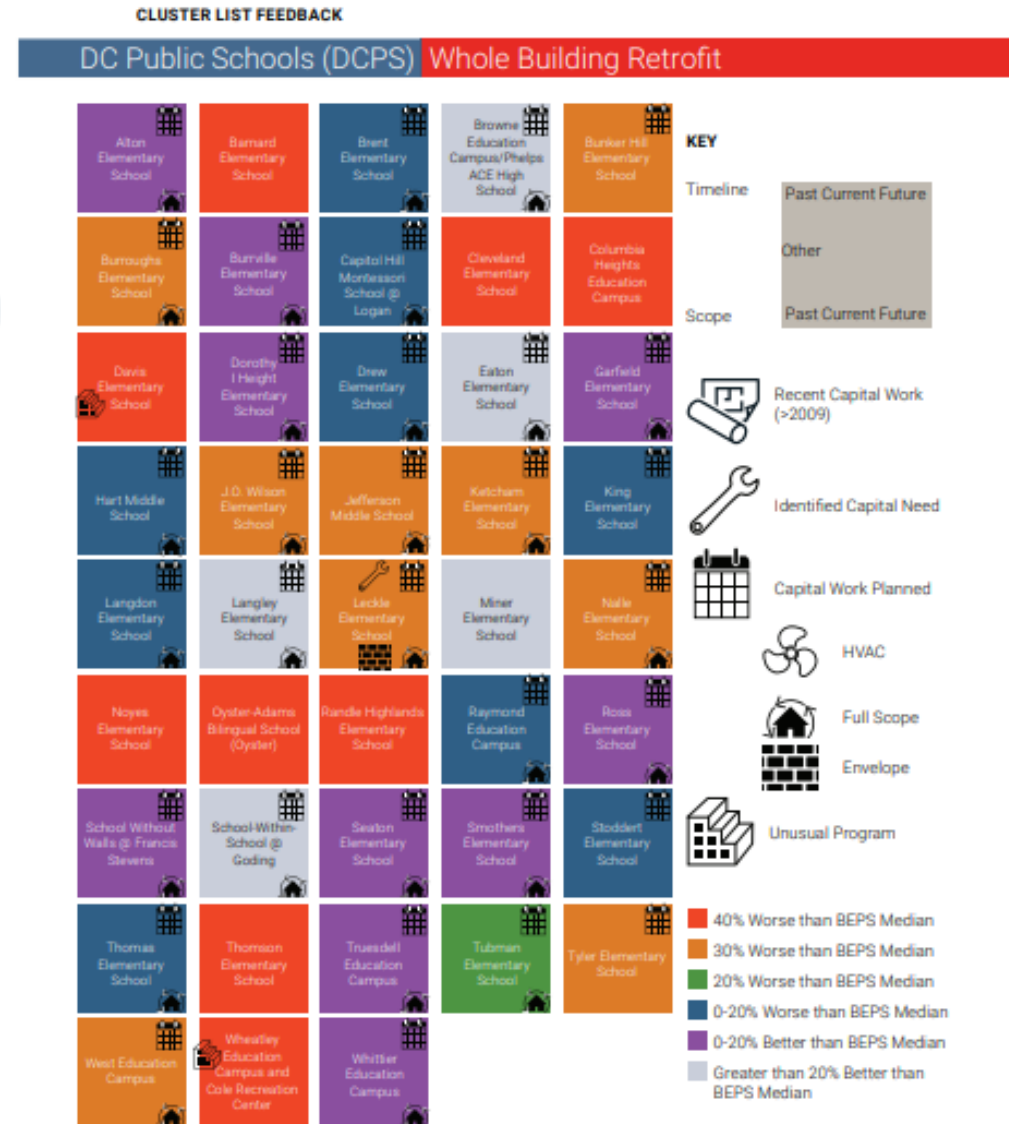 CLUSTER LIST FEEDBACK
DC Public Schools (DCPS) Whole Building Retrofit
Aiton
Elementary
School
Barnard
Elementary
School
Brent
Elementary
School
Browne
Education
Campus/Phelps
ACE High
School
Bunker Hill
Elementary
School
Burroughs
Elementary
School
Burrville
Elementary
School
Capitol Hill
Montessori
School @
Logan
Cleveland
Elementary
School
Columbia
Heights
Education
Campus
Davis
Elementary
School
Dorothy
I Height
Elementary
School
Drew
Elementary
School
Eaton
Elementary
School
Garfield
Elementary
School
Hart Middle
School
J.O. Wilson
Elementary
School
Jefferson
Middle School
Ketcham
Elementary
School
King
Elementary
School
Langdon
Elementary
School
Langley
Elementary
School
Leckie
Elementary
School
Miner
Elementary
School
Nalle
Elementary
School
Noyes
Elementary
School
Oyster-Adams
Bilingual School
(Oyster)
Randle Highlands
Elementary
School
Raymond
Education
Campus
Ross
Elementary
School
School Without
Walls @ Francis
Stevens
School-Within-
School @
Goding
Seaton
Elementary
School
Smothers
Elementary
School
Stoddert
Elementary
School
Thomas
Elementary
School
Thomson
Elementary
School
Truesdell
Education
Campus
Tubman
Elementary
School
Tyler Elementary
School
West Education
Campus
Wheatley
Education
Campus and
Cole Recreation
Center
Whittier
Education
Campus
KEY
Timeline
Past Current Future
Other
Scope
Past Current Future
Recent Capital Work
(>2009)
Identified Capital Need
Capital Work Planned
HVAC
Full Scope
Envelope
Unusual Program
40% Worse than BEPS Median
30% Worse than BEPS Median
20% Worse than BEPS Median
0-20% Worse than BEPS Median
0-20% Better than BEPS Median
Greater than 20% Better than
BEPS Median